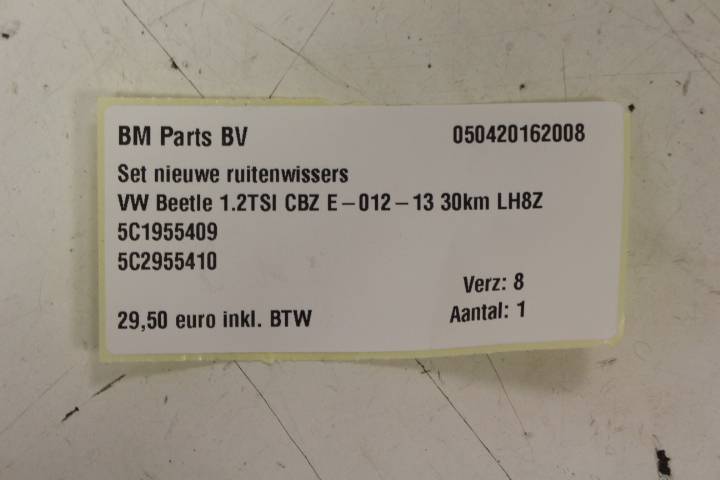 BM Parts BV 050420162008
Set nieuwe ruitenwissers
VW Beetle 1.2TSI CBZ E-012-13 30km LH8Z
5C1955409
5C2955410
Verz: 8
29,50 euro inkl. BTW Aantal: 1